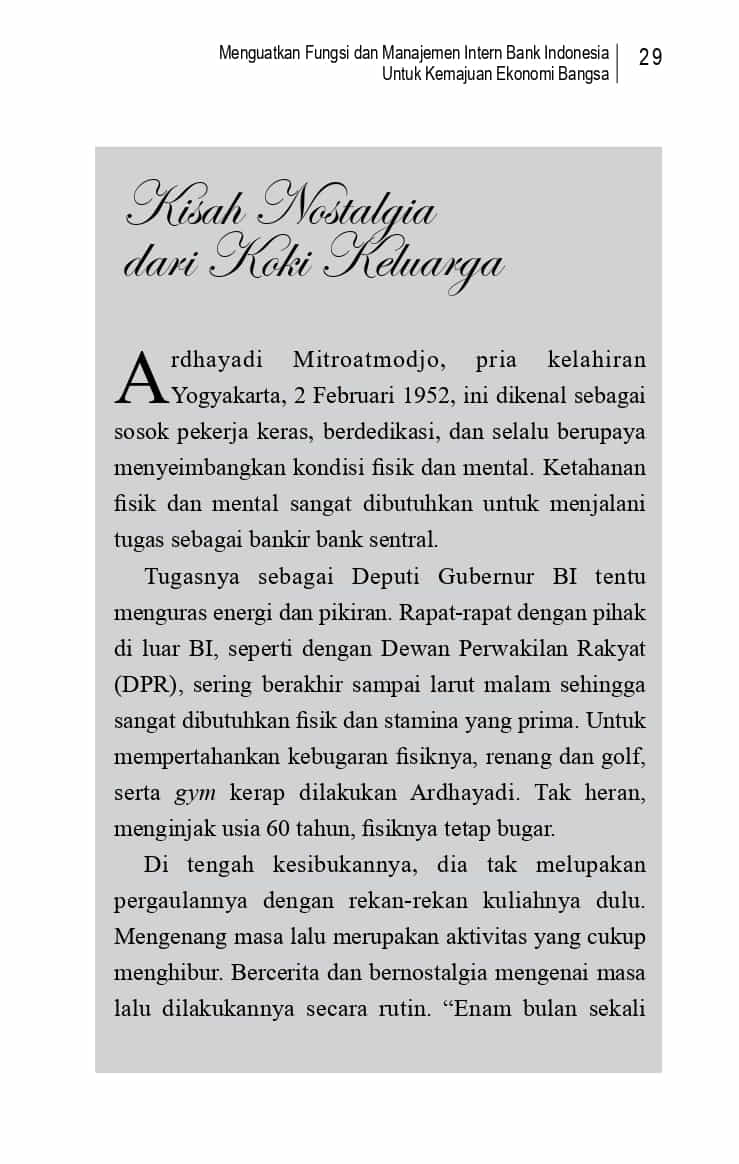 Menguatkan Fungsi dan Manajemen Intern Bank Indonesia
Untuk Kemajuan Ekonomi Bangsa
29
Kisah Nostalgia
dari Koki Keluarga
Ardhayadi Mitroatmodjo, pria kelahiran
Yogyakarta, 2 Februari 1952, ini dikenal sebagai
sosok pekerja keras, berdedikasi, dan selalu berupaya
menyeimbangkan kondisi fisik dan mental. Ketahanan
fisik dan mental sangat dibutuhkan untuk menjalani
tugas sebagai bankir bank sentral.
Tugasnya sebagai Deputi Gubernur BI tentu
menguras energi dan pikiran. Rapat-rapat dengan pihak
di luar BI, seperti dengan Dewan Perwakilan Rakyat
(DPR), sering berakhir sampai larut malam sehingga
sangat dibutuhkan fisik dan stamina yang prima. Untuk
mempertahankan kebugaran fisiknya, renang dan golf,
serta gym kerap dilakukan Ardhayadi. Tak heran,
menginjak usia 60 tahun, fisiknya tetap bugar.
Di tengah kesibukannya, dia tak melupakan
pergaulannya dengan rekan-rekan kuliahnya dulu.
Mengenang masa lalu merupakan aktivitas yang cukup
menghibur. Bercerita dan bernostalgia mengenai masa
lalu dilakukannya secara rutin. “Enam bulan sekali